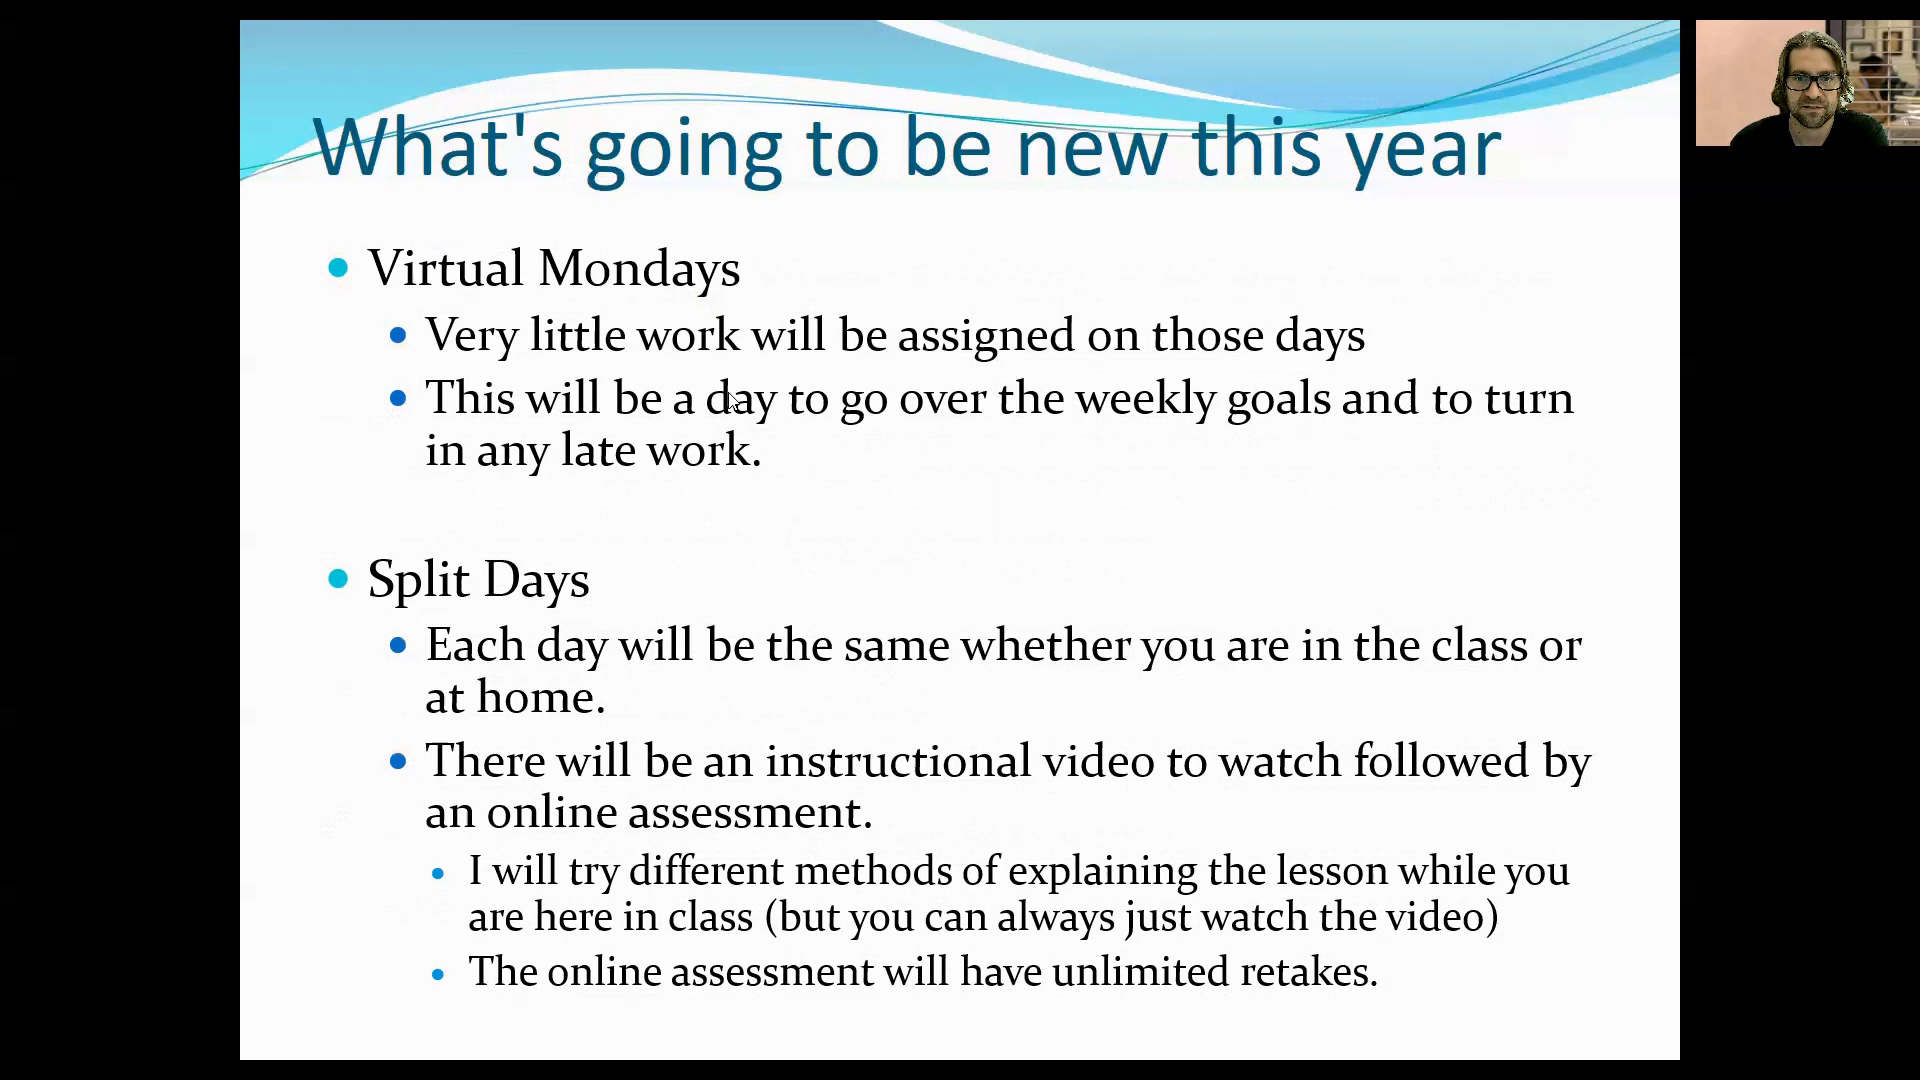 What's going to be new this year
Virtual Mondays
Very little work will be assigned on those days
This will be a day to go over the weekly goals and to turn
in any late work.
Split Days
Each day will be the same whether you are in the class or
at home.
There will be an instructional video to watch followed by
an online assessment.
I will try different methods of explaining the lesson while you
are here in class (but you can always just watch the video)
The online assessment will have unlimited retakes.